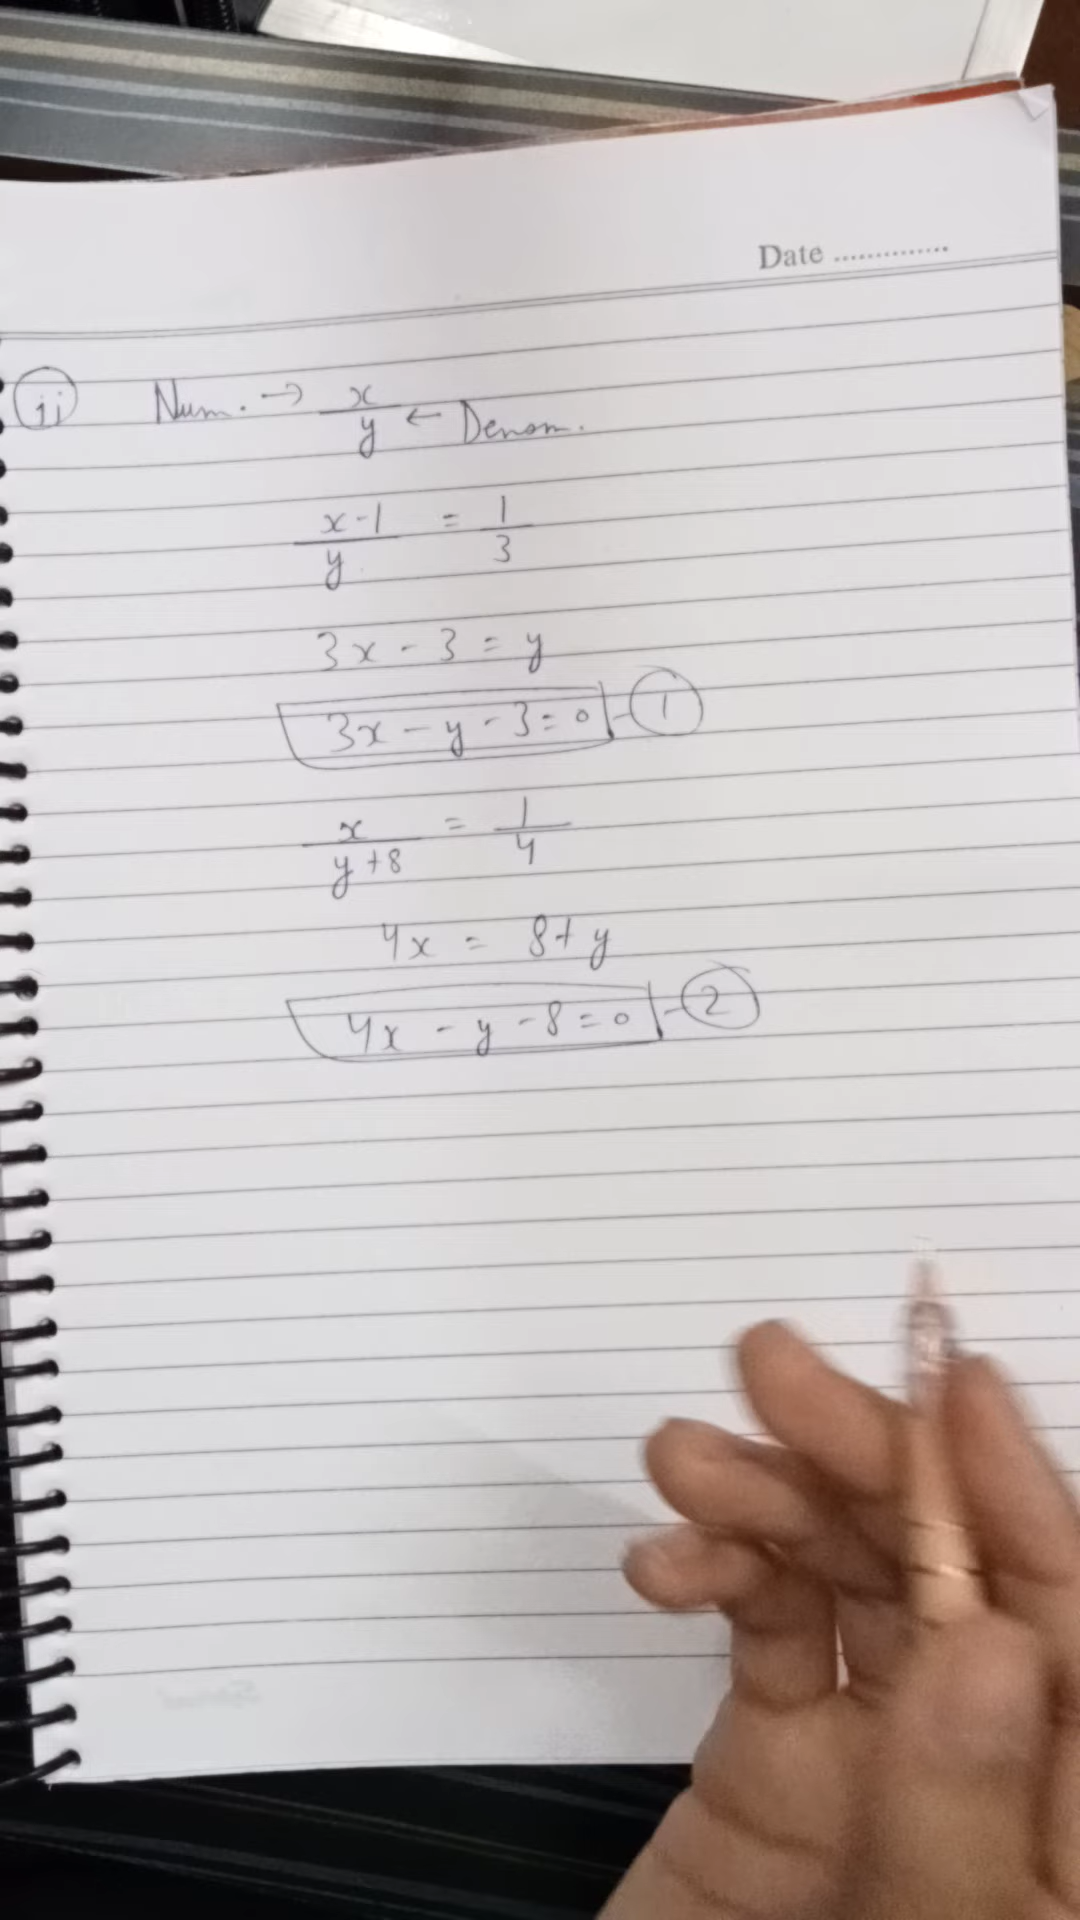 Date ..............
ii Num. → x/y ← Denom.
x-1/y = 1/3
3x - 3 = y
3x - y - 3 = 0 - 1
x/y+8 = 1/4
4x = 8+y
4x - y - 8 = 0 - 2